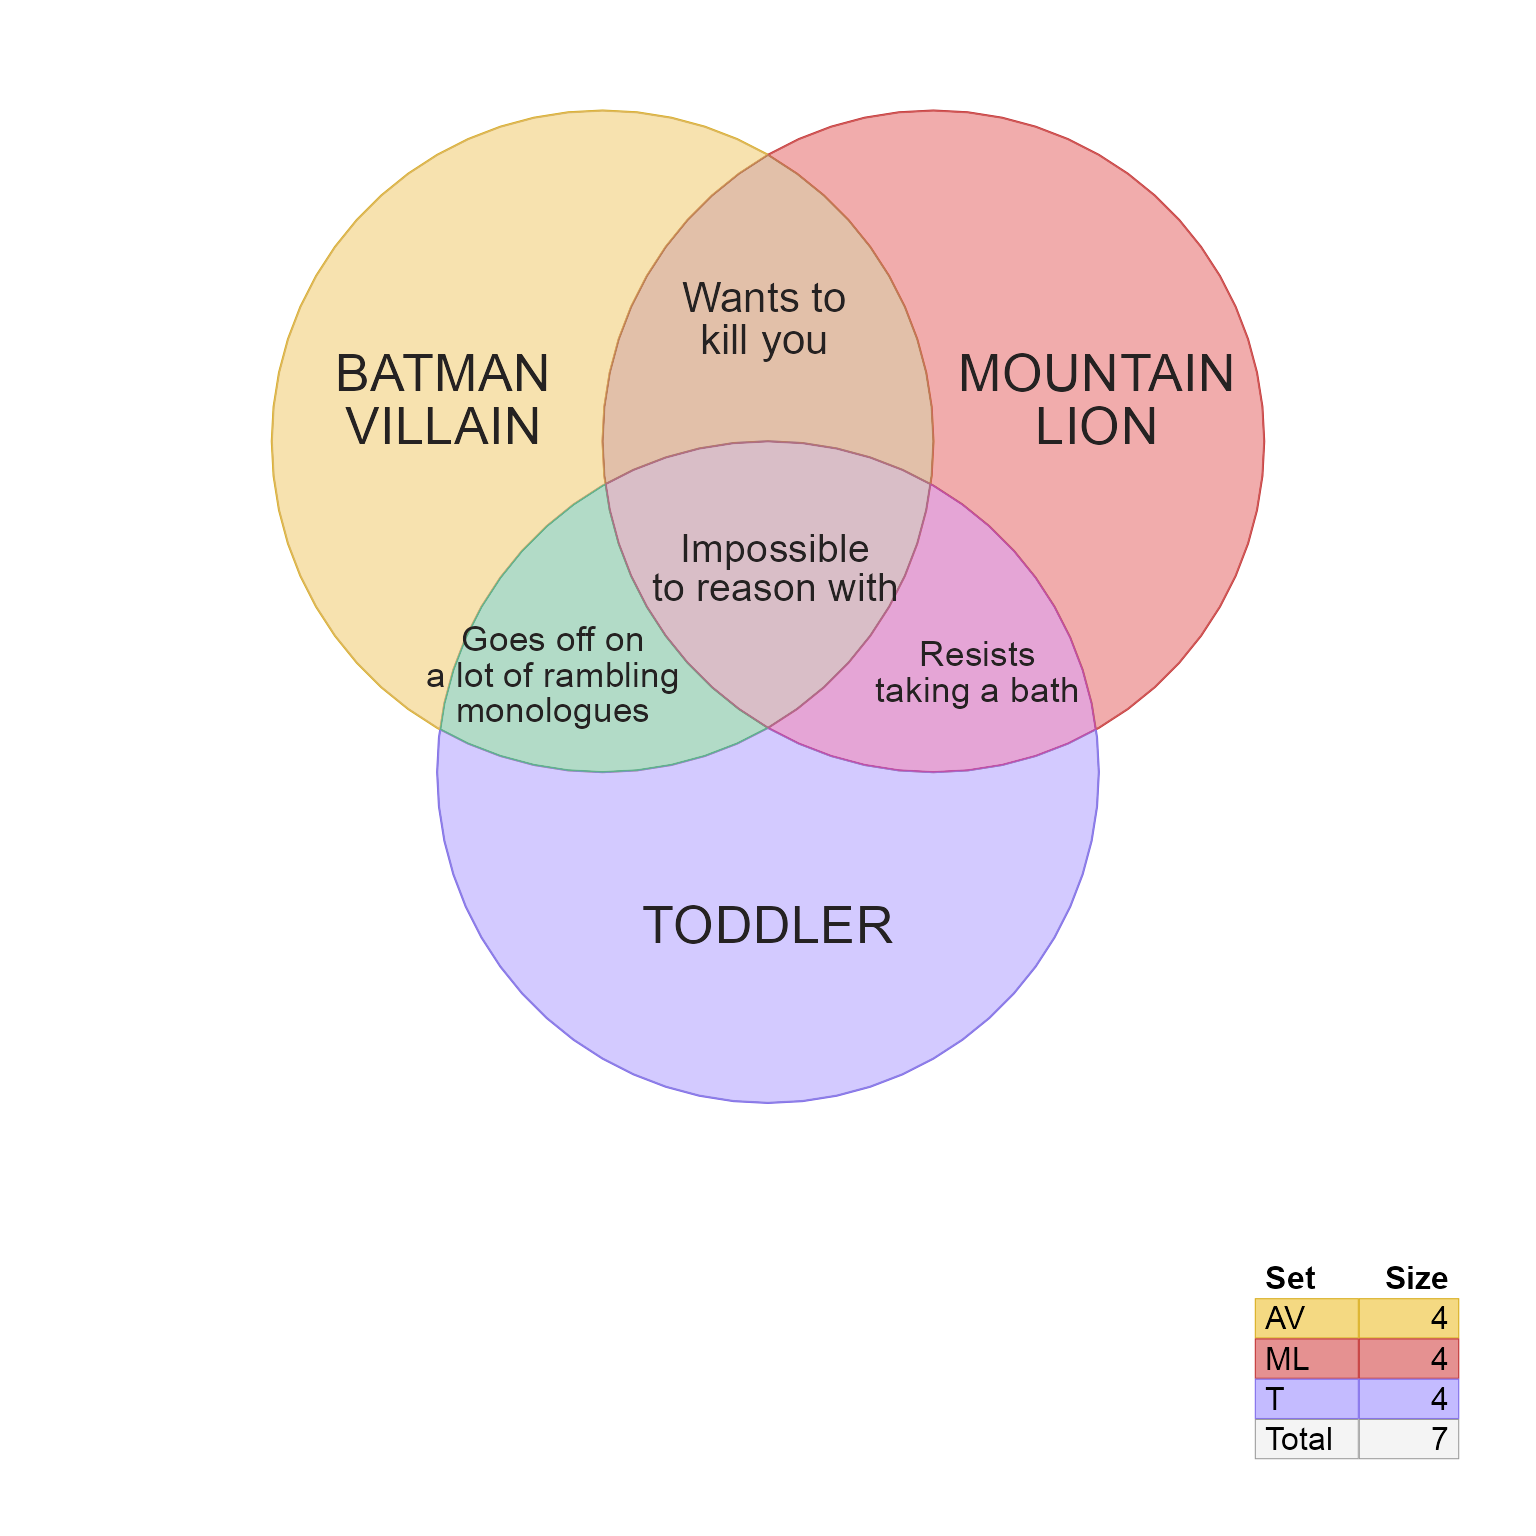 Wants to
kill you
BATMAN
VILLAIN
MOUNTAIN
LION
Impossible
to reason with
Goes off on
a lot of rambling
monologues
Resists
taking a bath
TODDLER
Set Size
AV 4
ML 4
T 4
Total 7